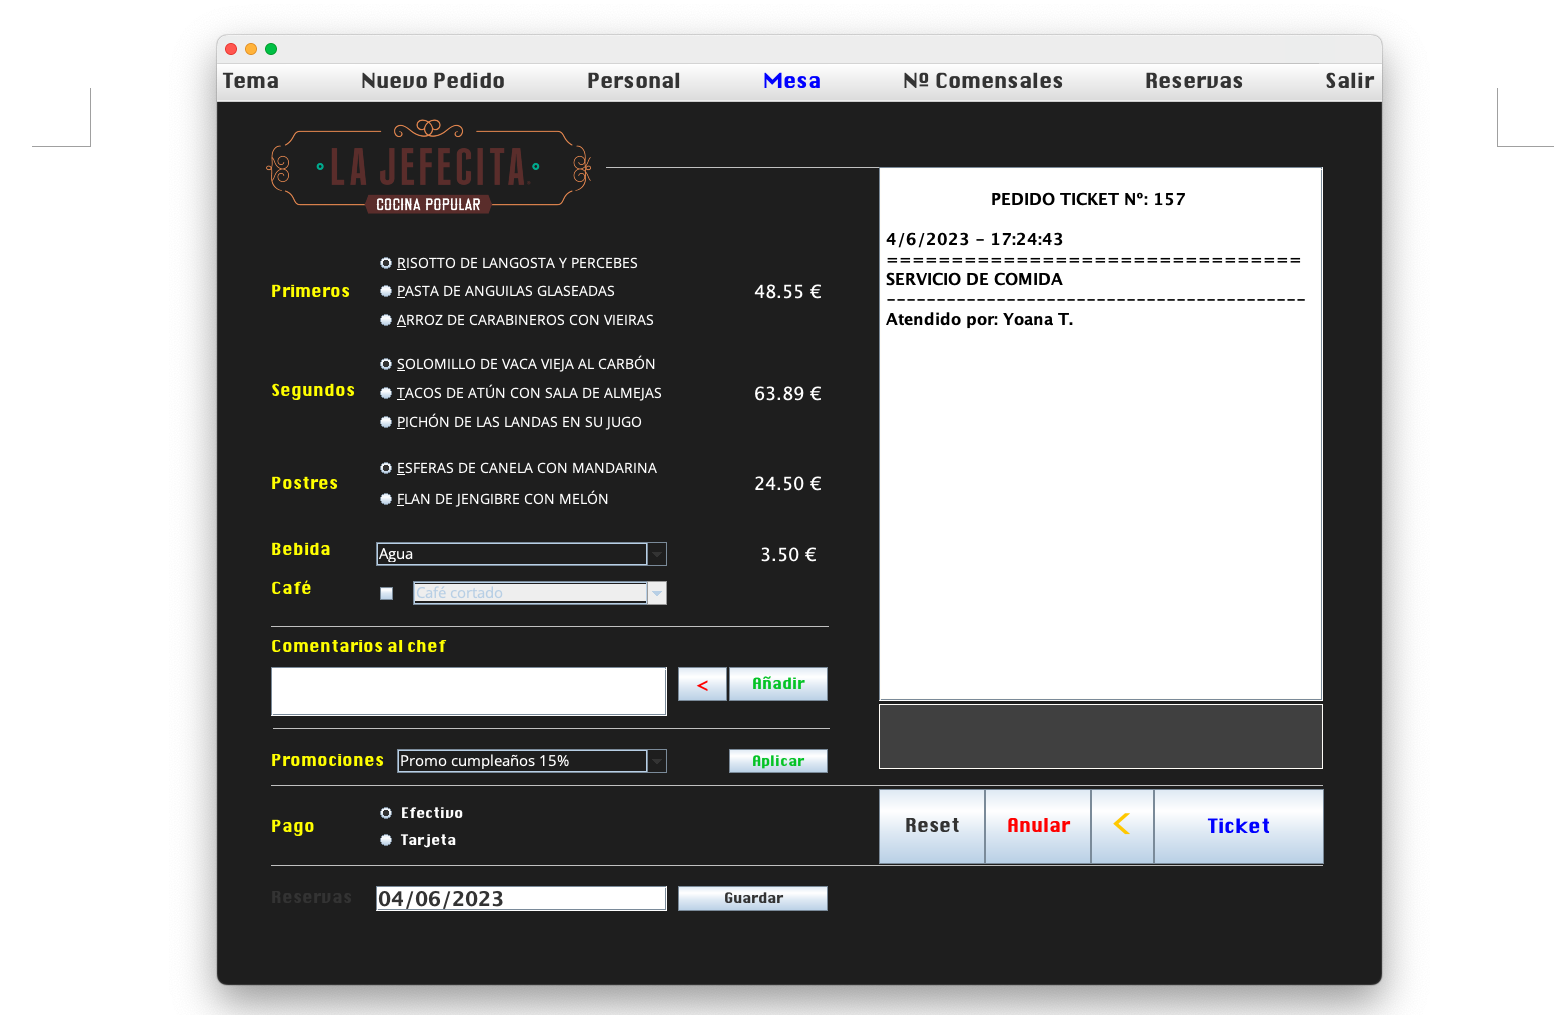 Tema Nuevo Pedido Personal Mesa Nº Comensales Reservas Salir
LA JEFECITA
COCINA POPULAR
Primeros
RISOTTO DE LANGOSTA Y PERCEBES
PASTA DE ANGUILAS GLASEADAS
ARROZ DE CARABINEROS CON VIEIRAS
48.55 €
Segundos
SOLOMILLO DE VACA VIEJA AL CARBÓN
TACOS DE ATÚN CON SALA DE ALMEJAS
PICHÓN DE LAS LANDAS EN SU JUGO
63.89 €
Postres
ESFERAS DE CANELA CON MANDARINA
FLAN DE JENGIBRE CON MELÓN
24.50 €
Bebida Agua 3.50 €
Café Café cortado
Comentarios al chef
< Añadir
Promociones Promo cumpleaños 15% Aplicar
Pago
Efectivo
Tarjeta
Reservas 04/06/2023 Guardar
PEDIDO TICKET Nº: 157
4/6/2023 - 17:24:43
================================
SERVICIO DE COMIDA
------------------------------------------
Atendido por: Yoana T.
Reset Anular < Ticket